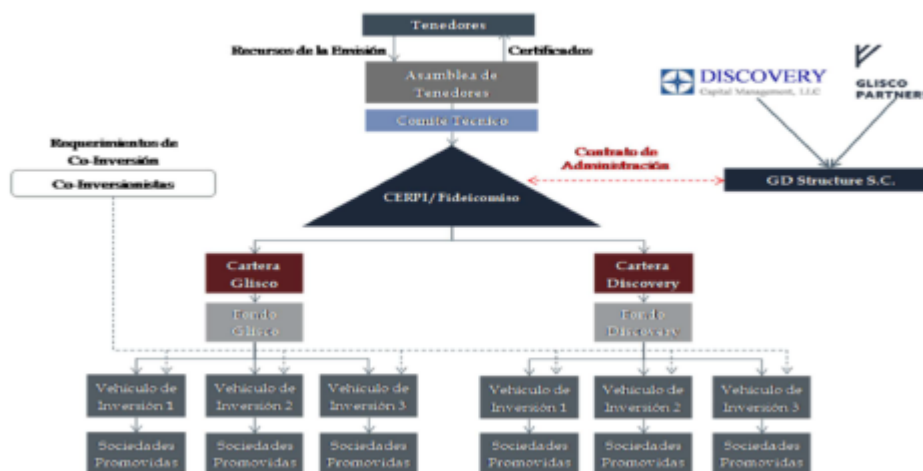 Tenedores
Recursos de la Emisión
Certificados
Asamblea de
Tenedores
Comité Técnico
DISCOVERY
Capital Management, LLC
GLISCO
PARTNERS
Requerimientos de
Co-Inversión
Co-Inversionistas
Contrato de
Administración
GD Structure S.C.
CERPI/Fideicomiso
Cartera
Glisco
Cartera
Discovery
Fondo
Glisco
Fondo
Discovery
Vehículo de
Inversión 1
Vehículo de
Inversión 2
Vehículo de
Inversión 3
Vehículo de
Inversión 1
Vehículo de
Inversión 2
Vehículo de
Inversión 3
Sociedades
Promovidas
Sociedades
Promovidas
Sociedades
Promovidas
Sociedades
Promovidas
Sociedades
Promovidas
Sociedades
Promovidas